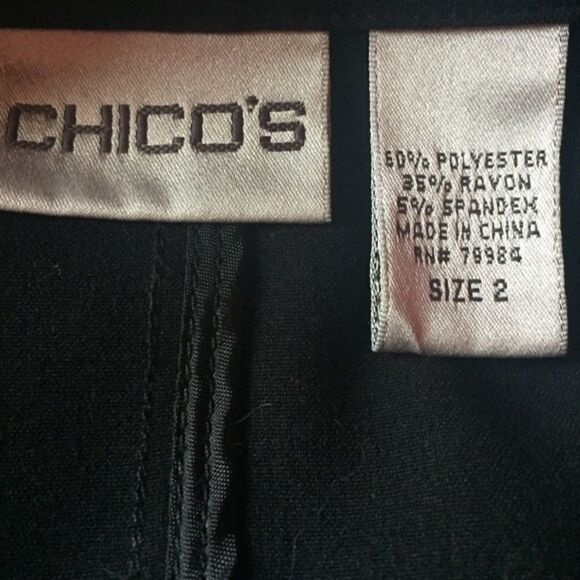 CHICO'S
60% POLYESTER
35% RAYON
5% SPANDEX
MADE IN CHINA
RN# 79984
SIZE 2